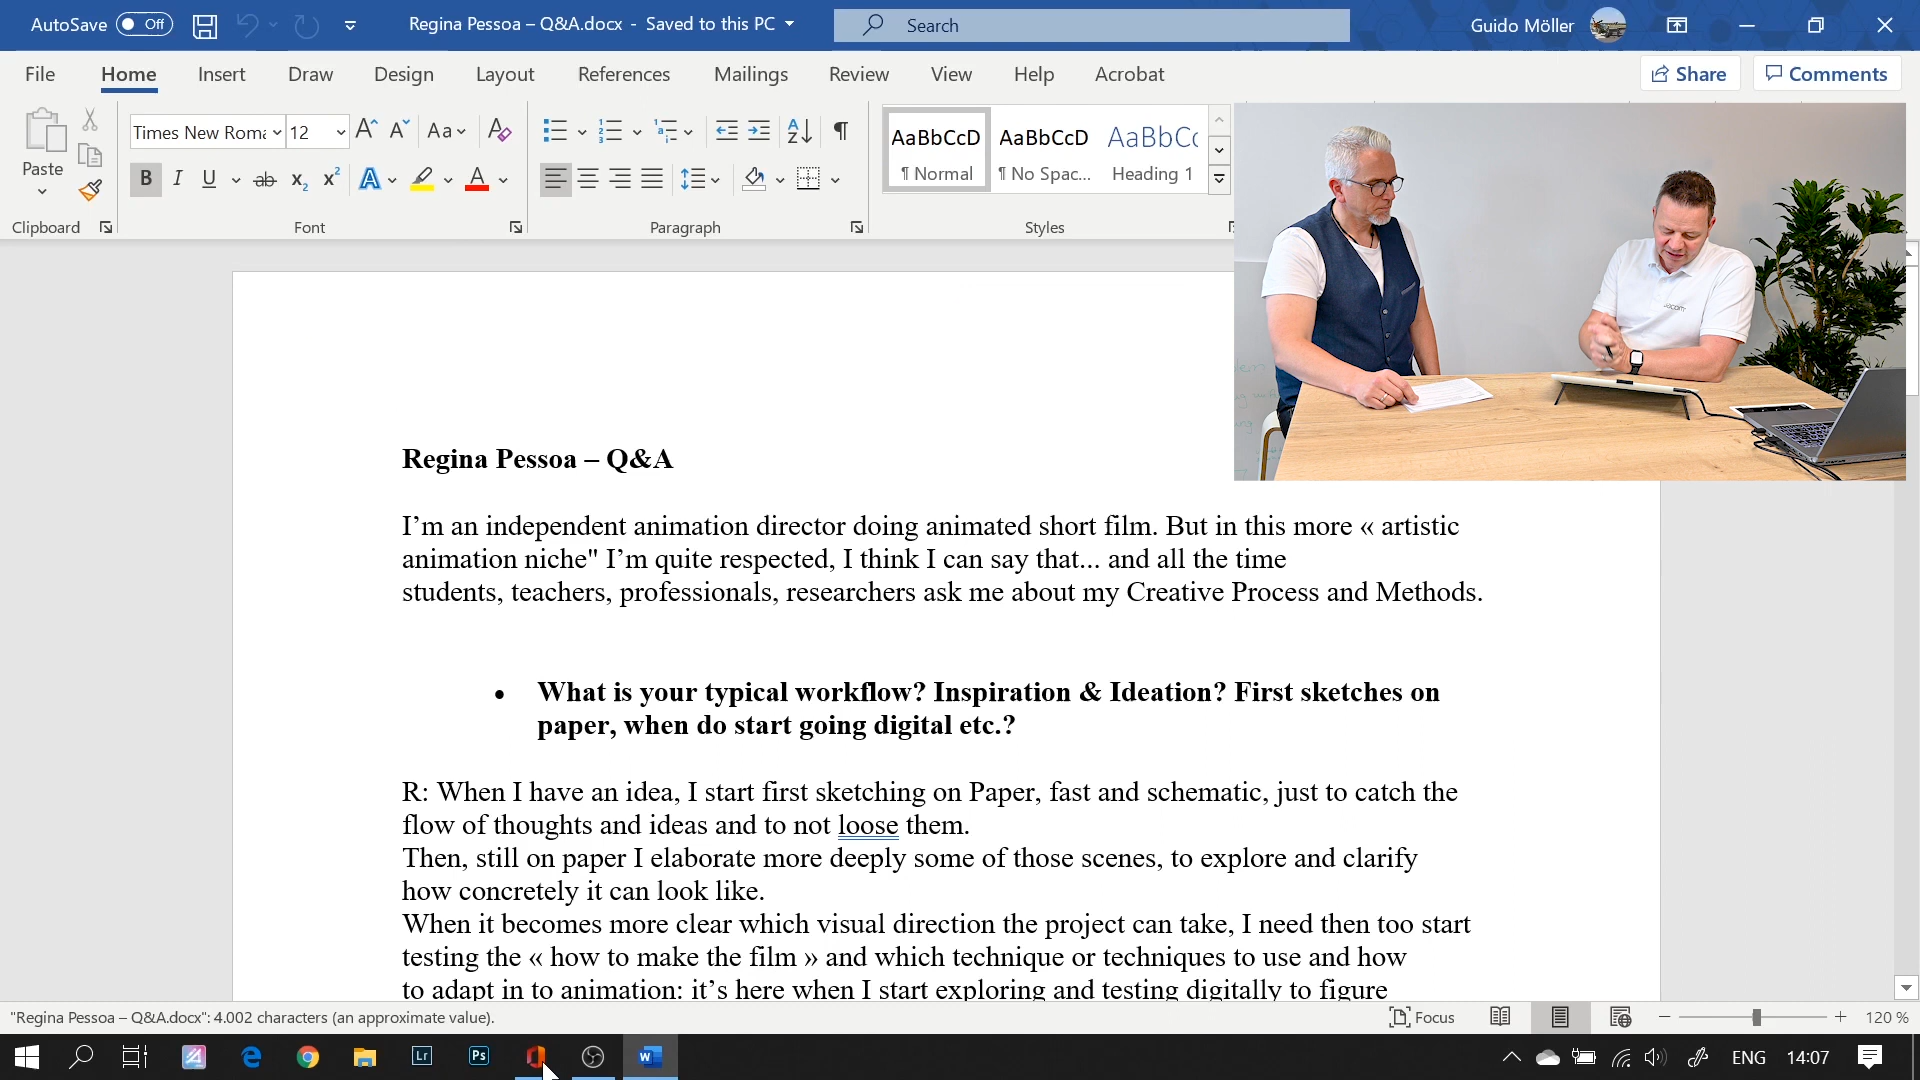 AutoSave Off Regina Pessoa – Q&A.docx - Saved to this PC Search Guido Möller
File Home Insert Draw Design Layout References Mailings Review View Help Acrobat Share Comments
Times New Roma 12 Aa AaBbCcD AaBbCcD AaBbCc
Paste B I U ab x₂ x² A A ¶ Normal ¶ No Spac... Heading 1
Clipboard Font Paragraph Styles
Regina Pessoa – Q&A
I’m an independent animation director doing animated short film. But in this more « artistic
animation niche" I’m quite respected, I think I can say that... and all the time
students, teachers, professionals, researchers ask me about my Creative Process and Methods.
• What is your typical workflow? Inspiration & Ideation? First sketches on
paper, when do start going digital etc.?
R: When I have an idea, I start first sketching on Paper, fast and schematic, just to catch the
flow of thoughts and ideas and to not loose them.
Then, still on paper I elaborate more deeply some of those scenes, to explore and clarify
how concretely it can look like.
When it becomes more clear which visual direction the project can take, I need then too start
testing the « how to make the film » and which technique or techniques to use and how
to adapt in to animation: it’s here when I start exploring and testing digitally to figure
"Regina Pessoa – Q&A.docx": 4.002 characters (an approximate value). Focus 120 %
Lr Ps W ENG 14:07